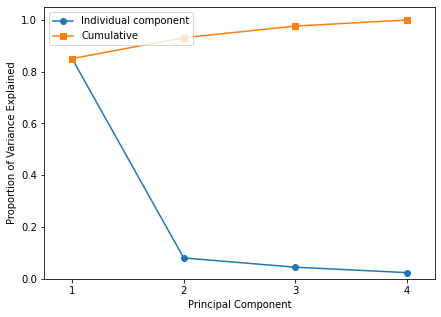 Individual component
Cumulative
Proportion of Variance Explained
1.0
0.8
0.6
0.4
0.2
0.0
1
2
3
4
Principal Component